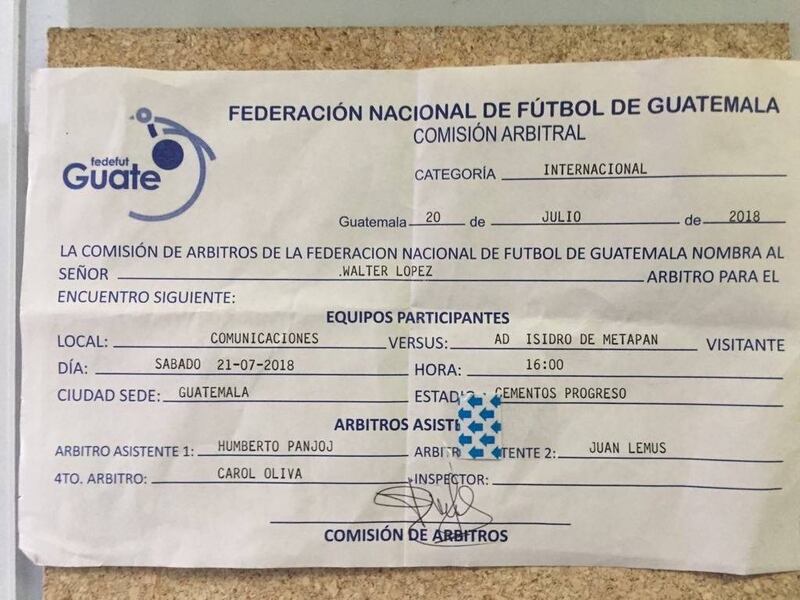 FEDERACIÓN NACIONAL DE FÚTBOL DE GUATEMALA
COMISIÓN ARBITRAL
fedefut
Guate
CATEGORÍA INTERNACIONAL
Guatemala 20 de JULIO de 2018
LA COMISIÓN DE ARBITROS DE LA FEDERACION NACIONAL DE FUTBOL DE GUATEMALA NOMBRA AL
SEÑOR .WALTER LOPEZ ARBITRO PARA EL
ENCUENTRO SIGUIENTE:
EQUIPOS PARTICIPANTES
LOCAL: COMUNICACIONES VERSUS: AD ISIDRO DE METAPAN VISITANTE
DÍA: SABADO 21-07-2018 HORA: 16:00
CIUDAD SEDE: GUATEMALA CEMENTOS PROGRESO
ARBITROS
ARBITRO ASISTENTE 1: HUMBERTO PANJOJ 2: JUAN LEMUS
4TO. ARBITRO: CAROL OLIVA INSPECTOR:
COMISIÓN DE ARBITROS